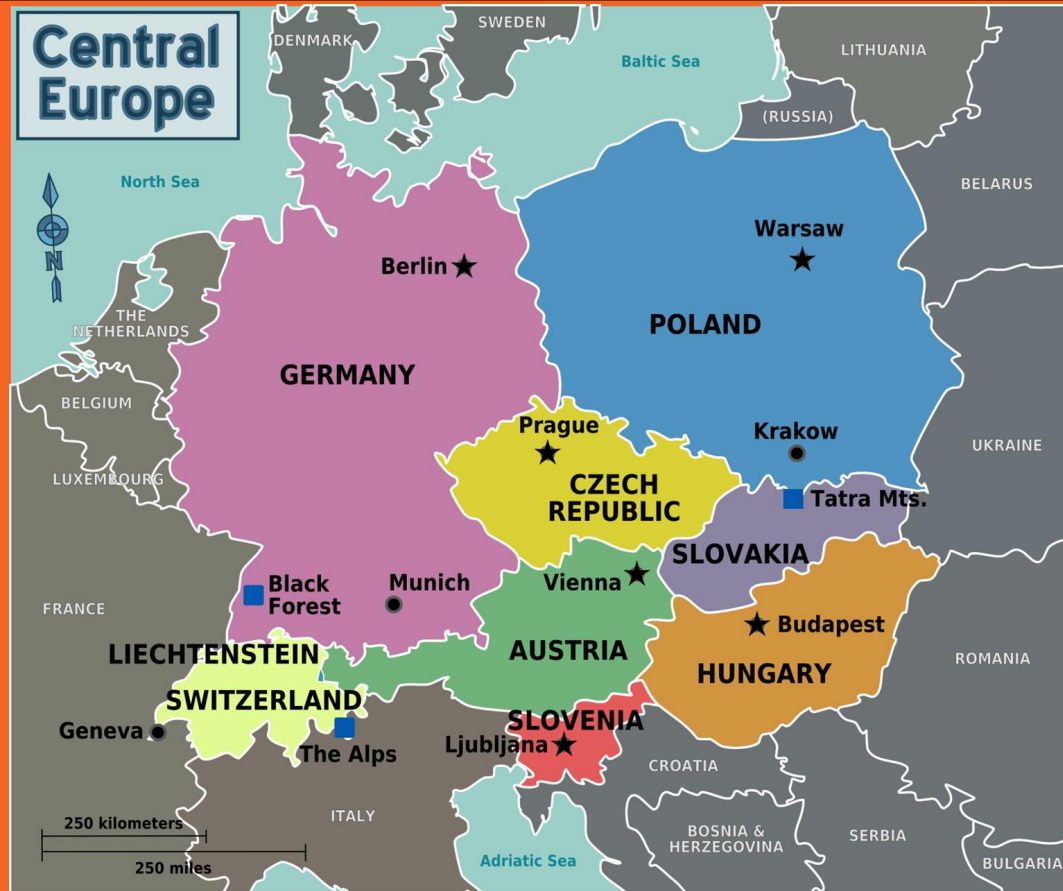 Central
Europe
DENMARK
SWEDEN
Baltic Sea
LITHUANIA
(RUSSIA)
BELARUS
North Sea
N
Warsaw
Berlin
THE
NETHERLANDS
POLAND
GERMANY
BELGIUM
Prague
Krakow
UKRAINE
LUXEMBOURG
CZECH
REPUBLIC
Tatra Mts.
SLOVAKIA
Black
Forest
Munich
Vienna
FRANCE
Budapest
LIECHTENSTEIN
AUSTRIA
ROMANIA
HUNGARY
SWITZERLAND
SLOVENIA
Geneva
Ljubljana
The Alps
CROATIA
ITALY
250 kilometers
250 miles
BOSNIA &
HERZEGOVINA
SERBIA
Adriatic Sea
BULGARIA